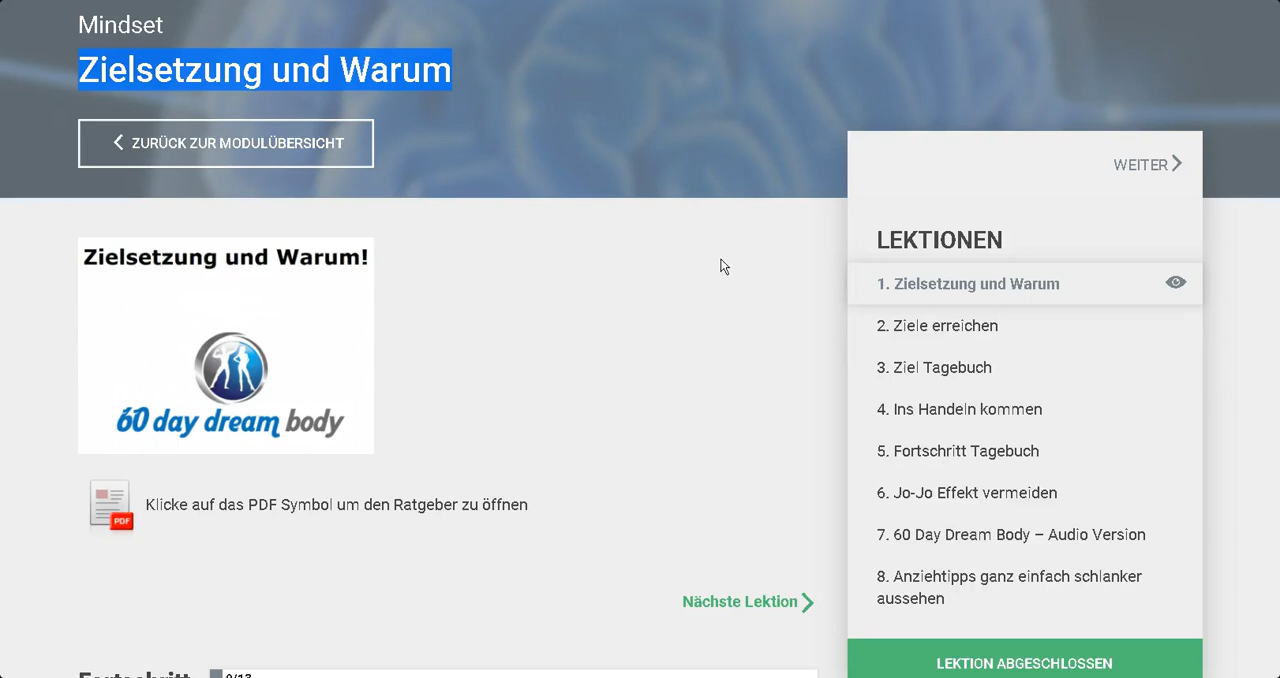 Mindset
Zielsetzung und Warum
ZURÜCK ZUR MODULÜBERSICHT
WEITER
LEKTIONEN
1. Zielsetzung und Warum
2. Ziele erreichen
3. Ziel Tagebuch
4. Ins Handeln kommen
5. Fortschritt Tagebuch
6. Jo-Jo Effekt vermeiden
7. 60 Day Dream Body – Audio Version
8. Anziehtipps ganz einfach schlanker
aussehen
LEKTION ABGESCHLOSSEN
Zielsetzung und Warum!
60 day dream body
PDF
Klicke auf das PDF Symbol um den Ratgeber zu öffnen
Nächste Lektion
Fortschritt
0/13